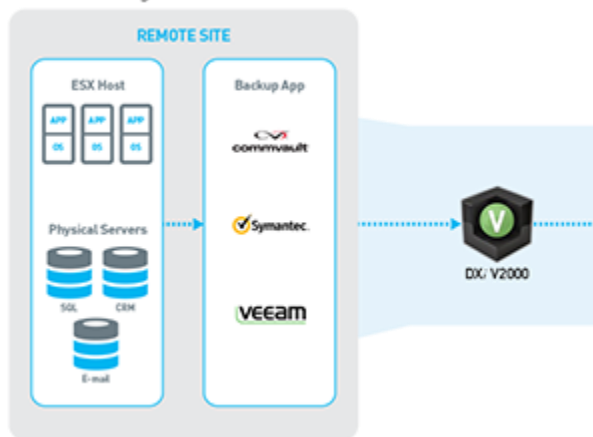 REMOTE SITE
ESX Host
APP APP APP
OS OS OS
Physical Servers
SQL CRM
E-mail
Backup App
commvault
Symantec.
veeam
V
DXi V2000